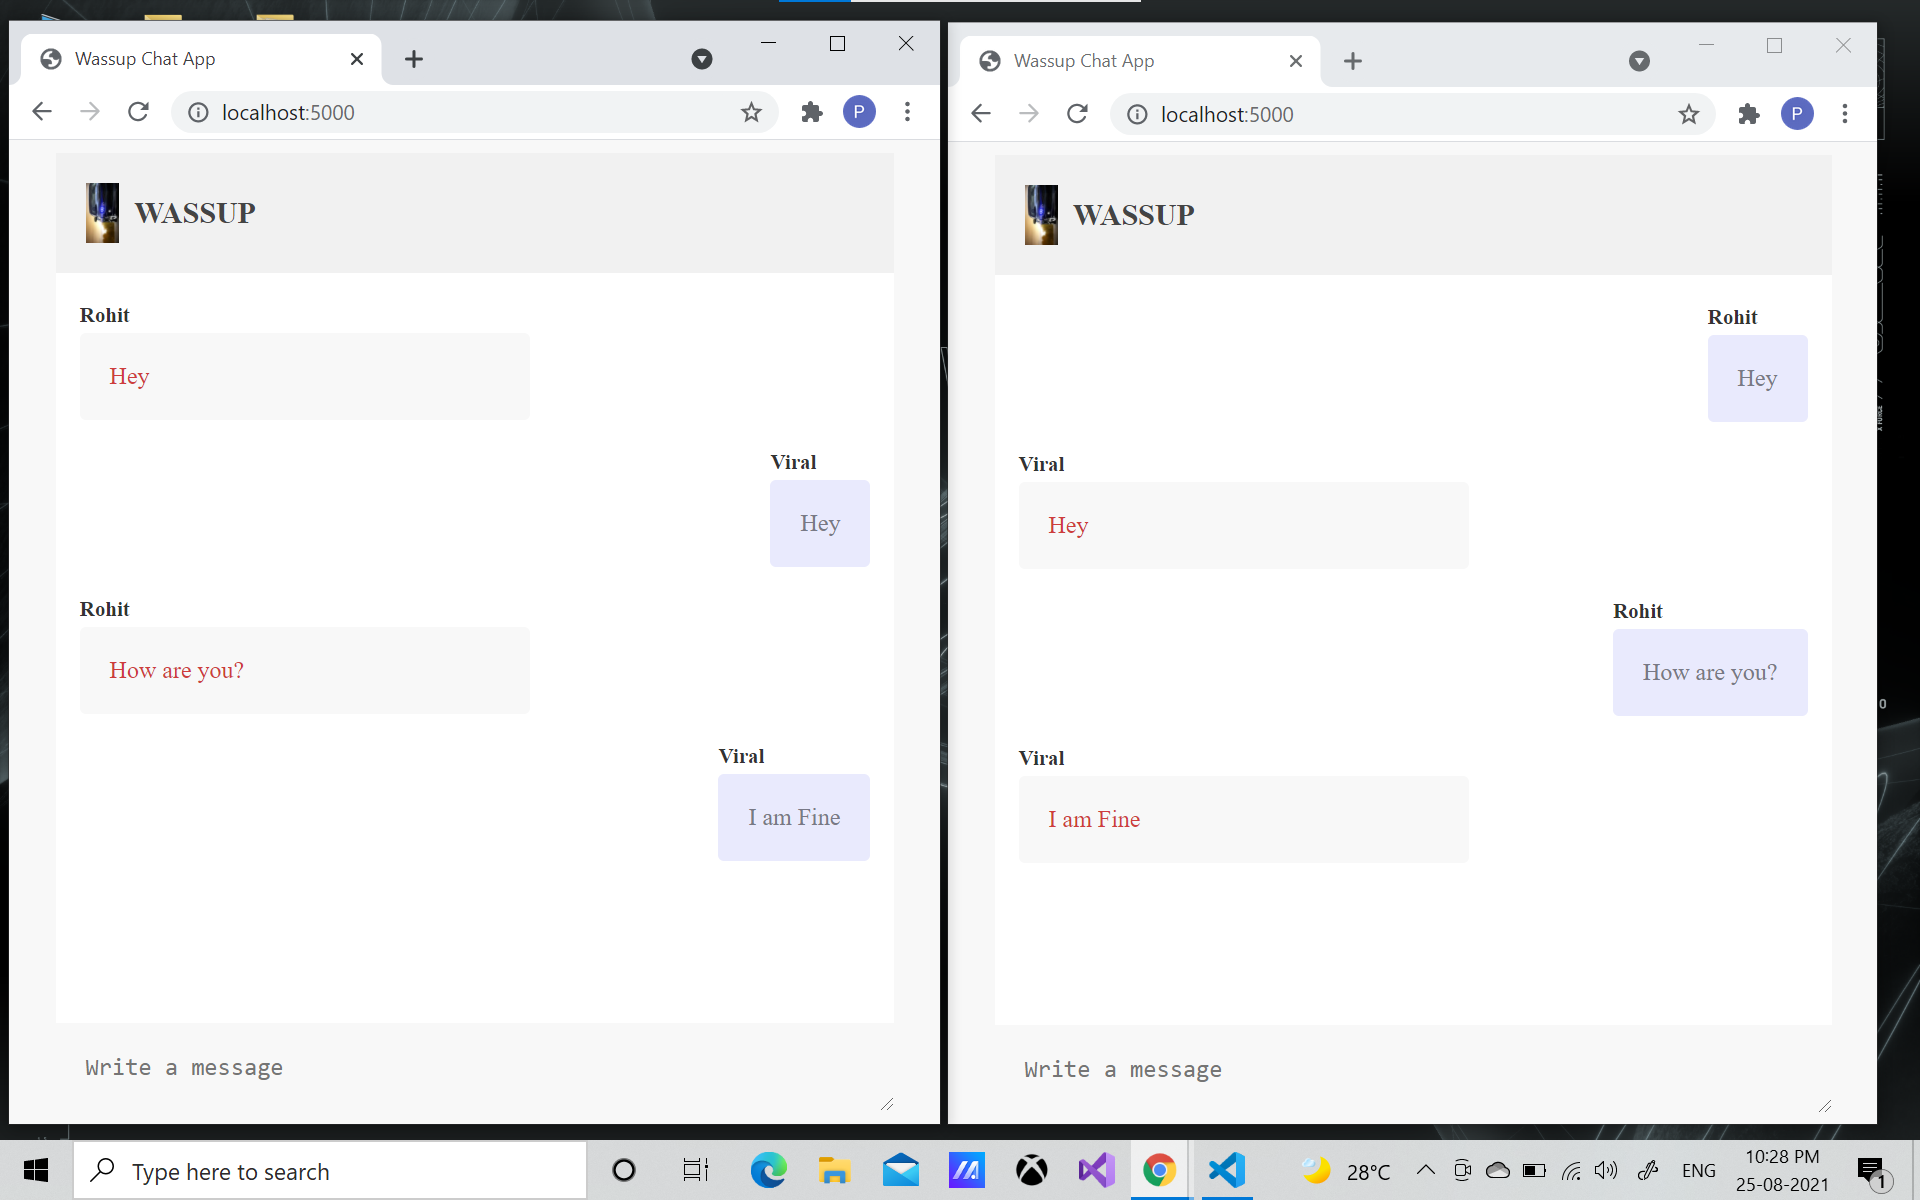 Wassup Chat App
localhost:5000
P
WASSUP
Rohit
Hey
Viral
Hey
Rohit
How are you?
Viral
I am Fine
Write a message
Wassup Chat App
localhost:5000
P
WASSUP
Rohit
Hey
Viral
Hey
Rohit
How are you?
Viral
I am Fine
Write a message
Type here to search
28°C
ENG
10:28 PM
25-08-2021
1